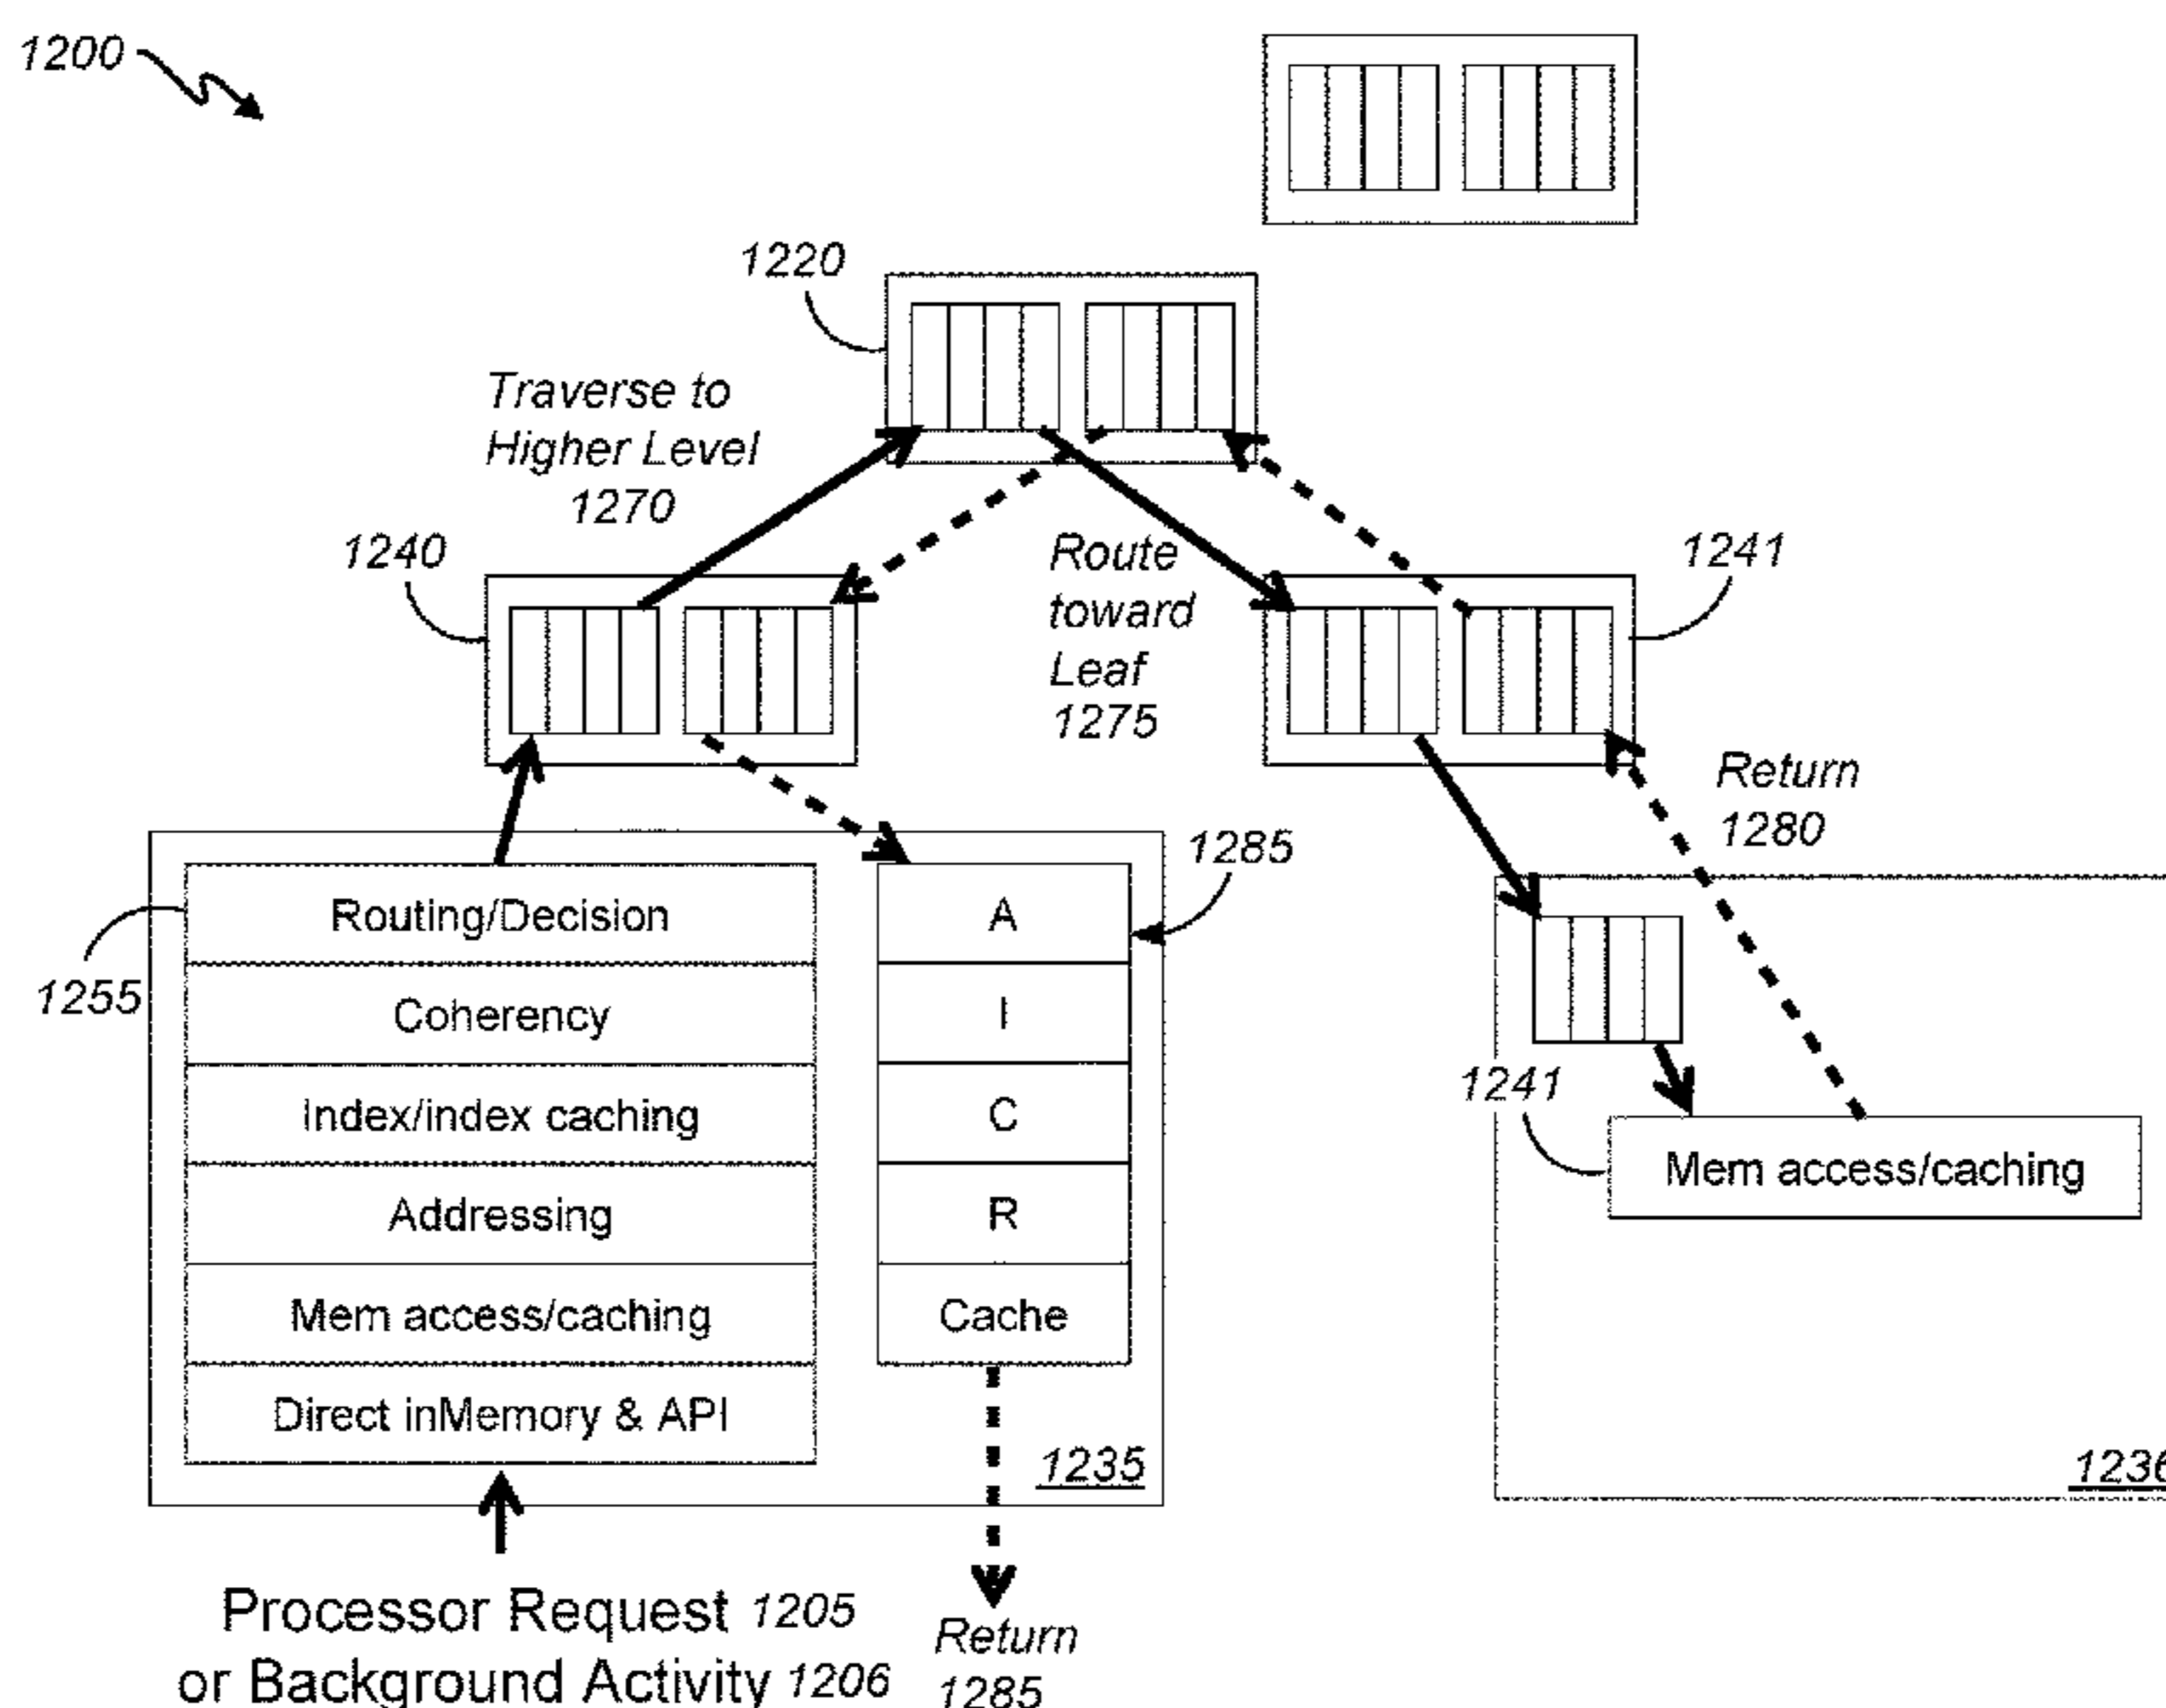 1200
1220
Traverse to
Higher Level
1270
1240
Route
toward
Leaf
1275
1241
Return
1280
1285
1255
Routing/Decision
Coherency
Index/index caching
Addressing
Mem access/caching
Direct inMemory & API
A
I
C
R
Cache
1235
1241
Mem access/caching
1236
Processor Request 1205
or Background Activity 1206
Return
1285